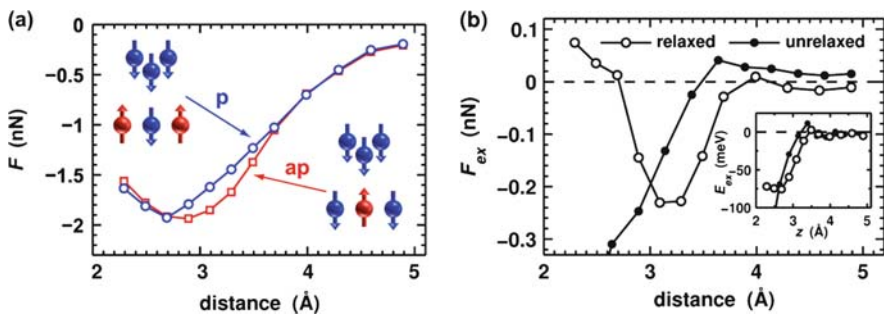 (a)
F (nN)
0
−0.5
−1
−1.5
−2
p
ap
2 3 4 5
distance (Å)
(b)
F_ex (nN)
0.1
0
-0.1
-0.2
-0.3
relaxed unrelaxed
2 3 4 5
distance (Å)
E_ex (meV)
0
−50
−100
2 3 4 5
z (Å)